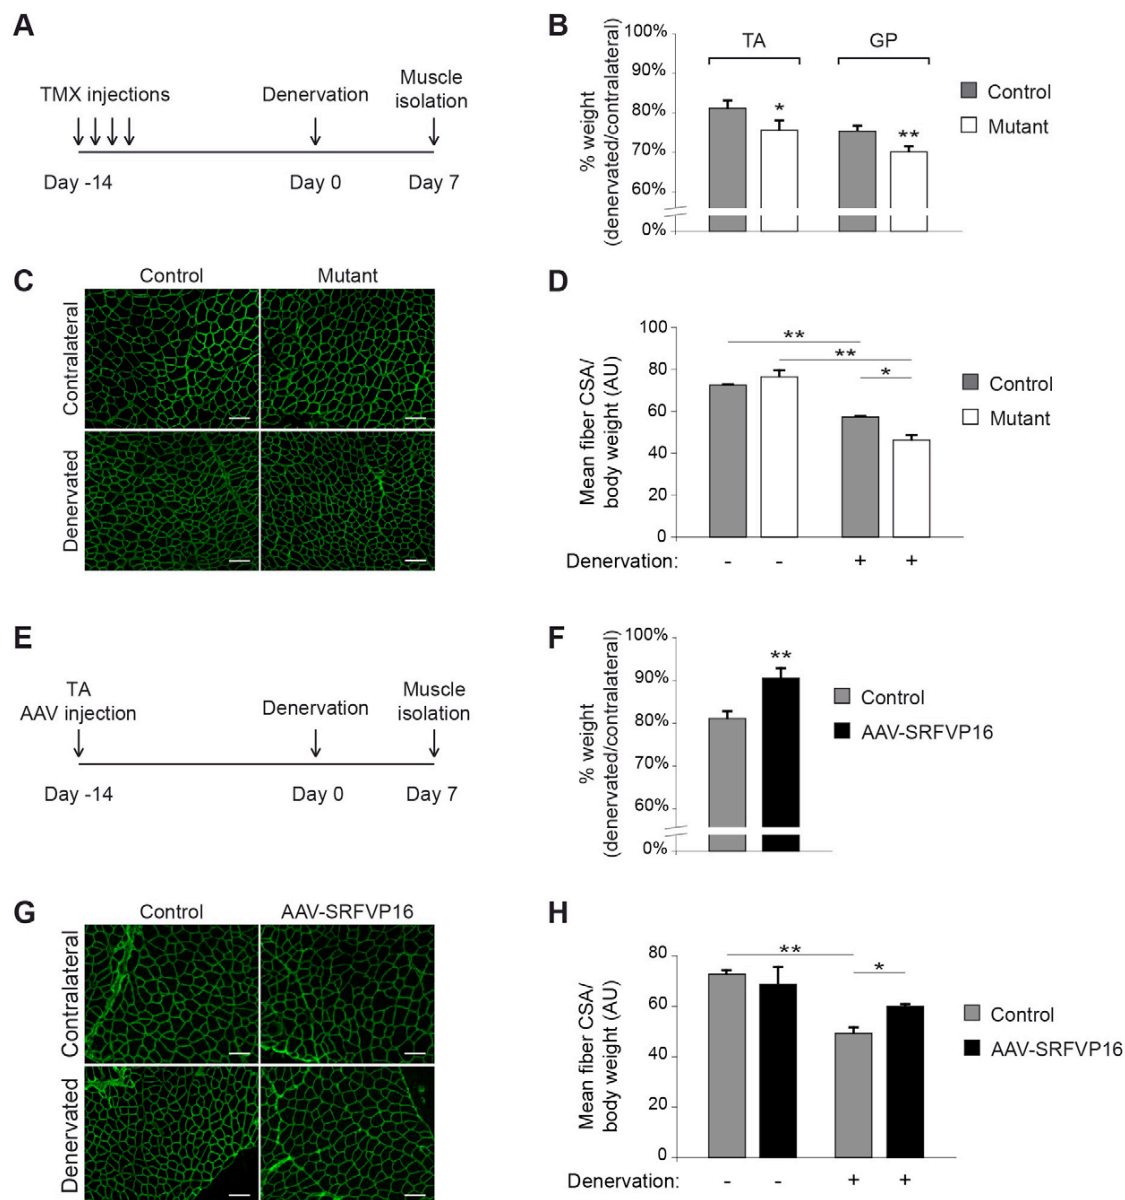 A
TMX injections
Denervation
Muscle
isolation
Day -14
Day 0
Day 7
B
% weight
(denervated/contralateral)
100%
90%
80%
70%
60%
0%
TA
GP
*
**
Control
Mutant
C
Control
Mutant
Contralateral
Denervated
D
Mean fiber CSA/
body weight (AU)
100
80
60
40
20
0
**
**
*
Control
Mutant
Denervation:
-
-
+
+
E
TA
AAV injection
Denervation
Muscle
isolation
Day -14
Day 0
Day 7
F
% weight
(denervated/contralateral)
100%
90%
80%
70%
60%
0%
**
Control
AAV-SRFVP16
G
Control
AAV-SRFVP16
Contralateral
Denervated
H
Mean fiber CSA/
body weight (AU)
80
60
40
20
0
**
*
Control
AAV-SRFVP16
Denervation:
-
-
+
+